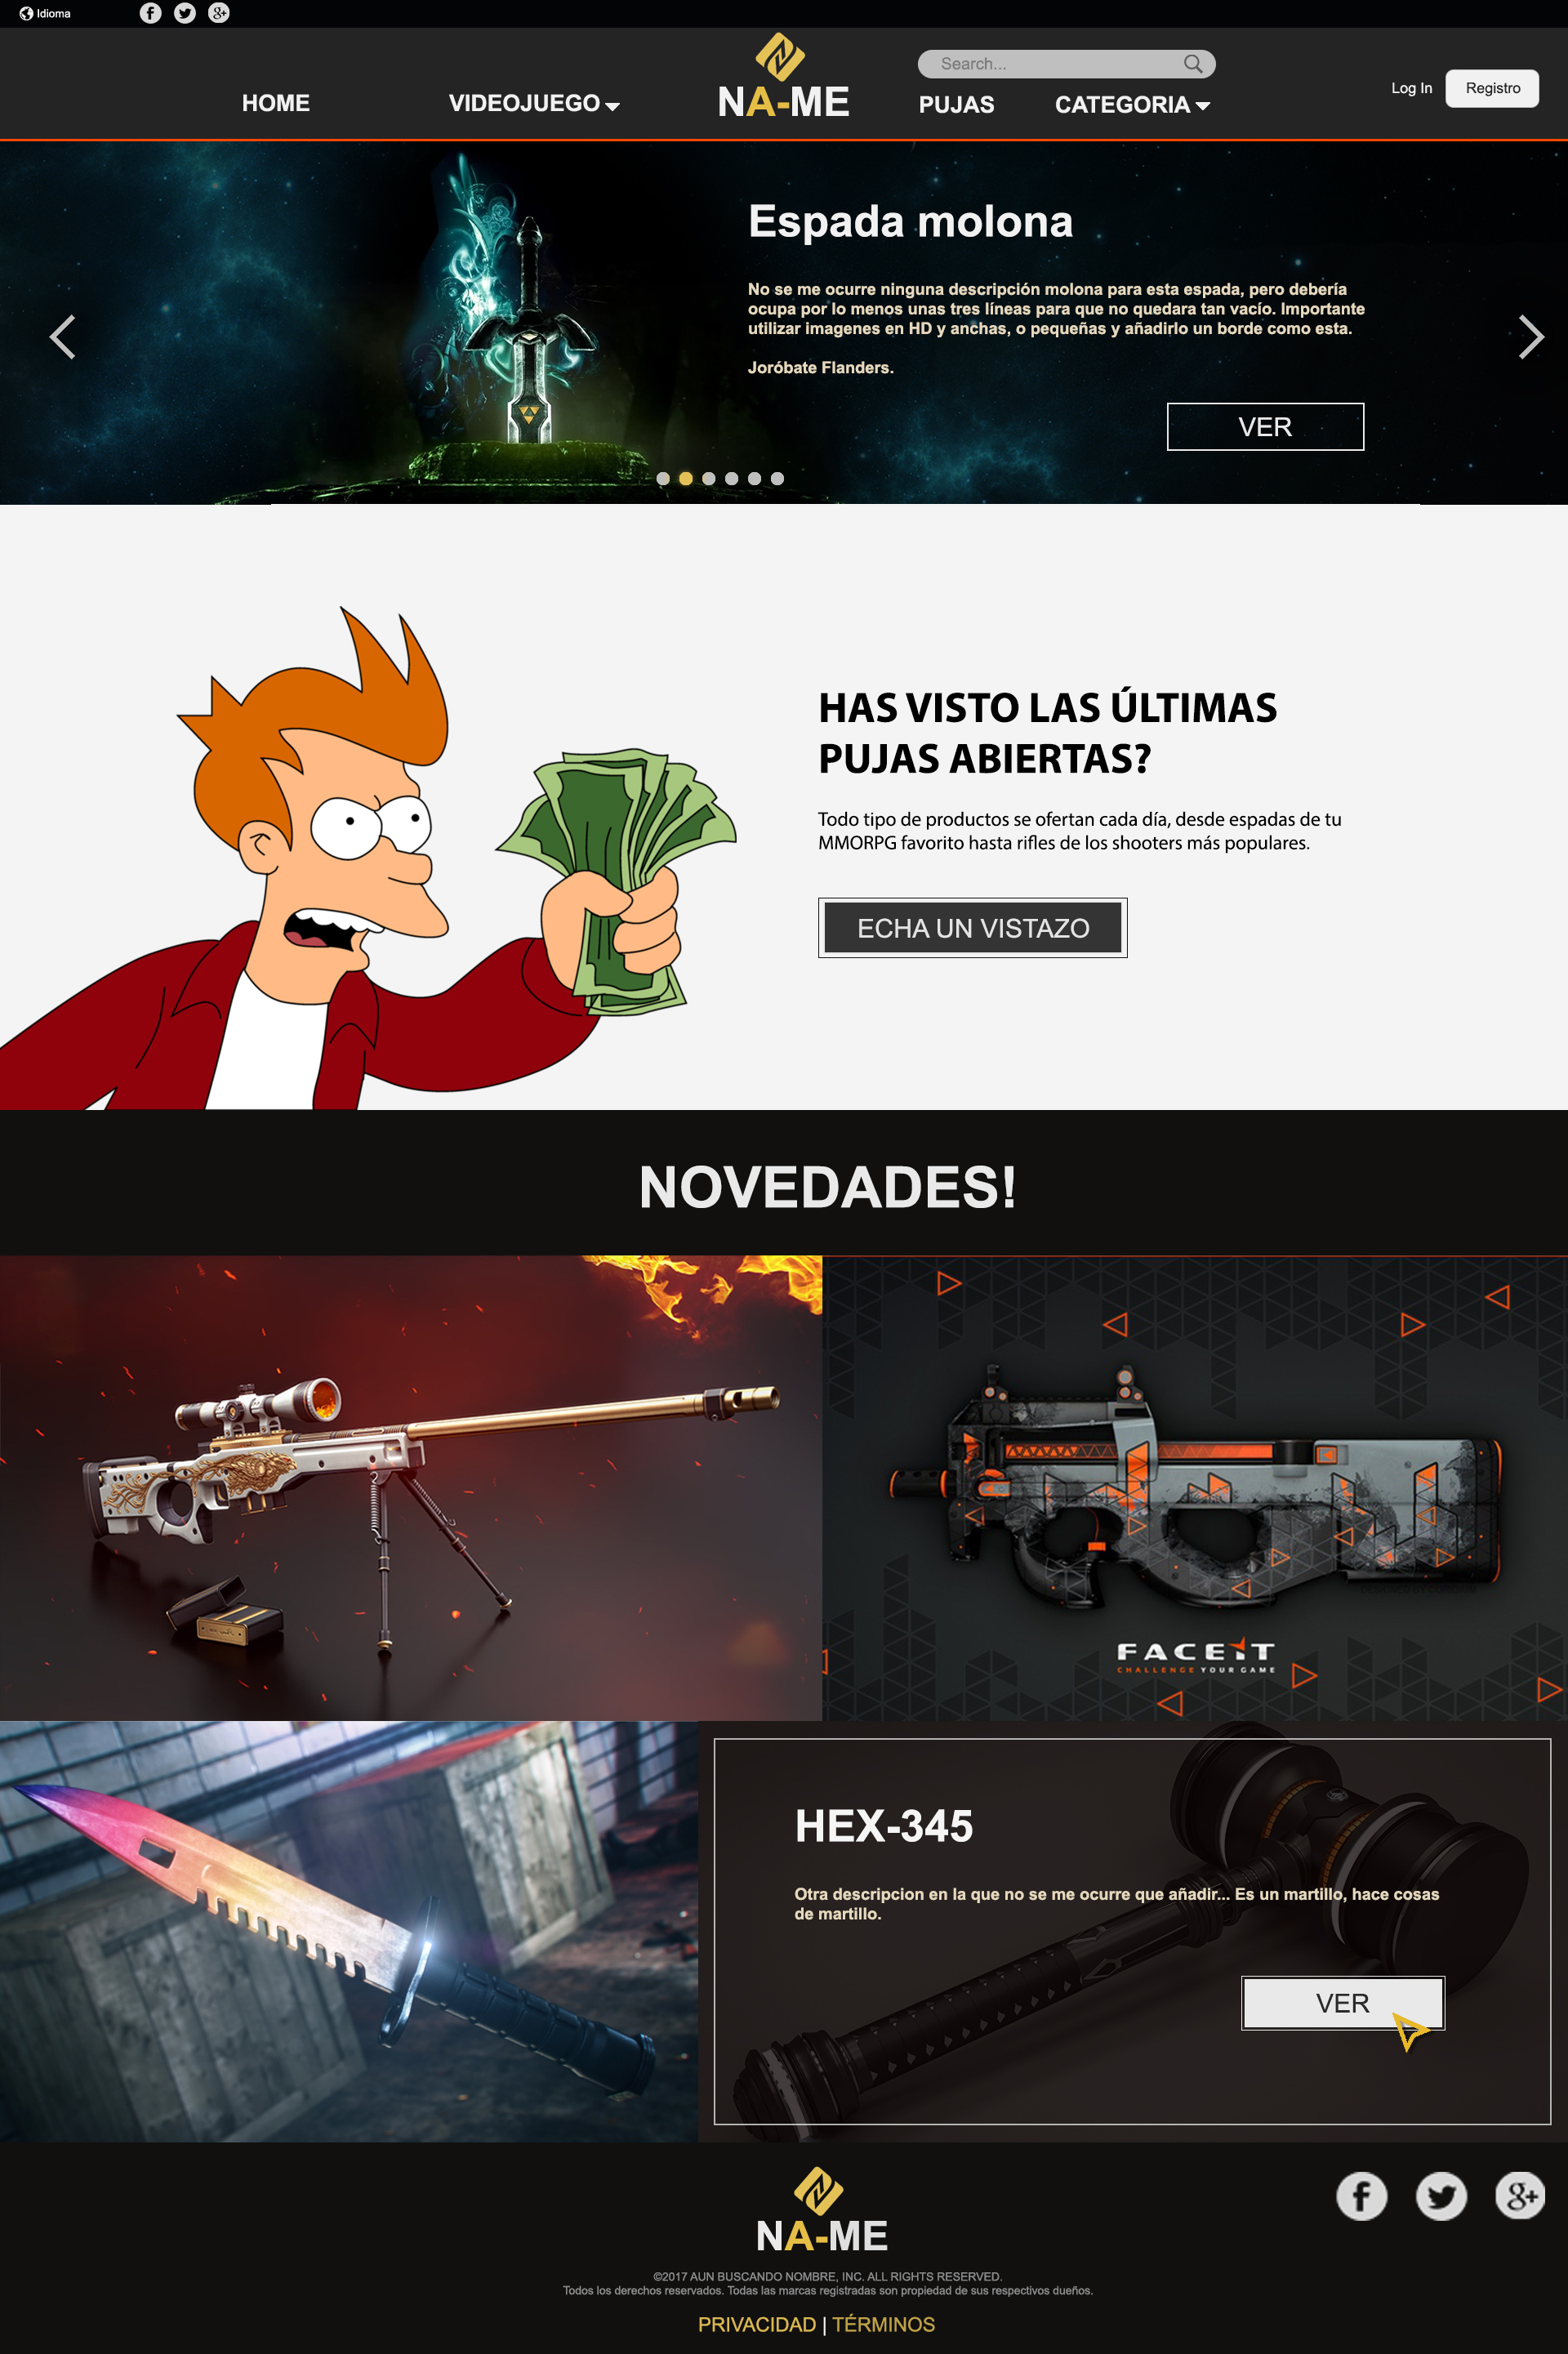 Idioma
Search...
HOME
VIDEOJUEGO
NA-ME
PUJAS
CATEGORIA
Log In
Registro
Espada molona
No se me ocurre ninguna descripción molona para esta espada, pero debería
ocupa por lo menos unas tres líneas para que no quedara tan vacío. Importante
utilizar imagenes en HD y anchas, o pequeñas y añadirlo un borde como esta.
Joróbate Flanders.
VER
HAS VISTO LAS ÚLTIMAS
PUJAS ABIERTAS?
Todo tipo de productos se ofertan cada día, desde espadas de tu
MMORPG favorito hasta rifles de los shooters más populares.
ECHA UN VISTAZO
NOVEDADES!
FACEIT
CHALLENGE YOUR GAME
HEX-345
Otra descripcion en la que no se me ocurre que añadir... Es un martillo, hace cosas
de martillo.
VER
NA-ME
©2017 AUN BUSCANDO NOMBRE, INC. ALL RIGHTS RESERVED.
Todos los derechos reservados. Todas las marcas registradas son propiedad de sus respectivos dueños.
PRIVACIDAD | TÉRMINOS